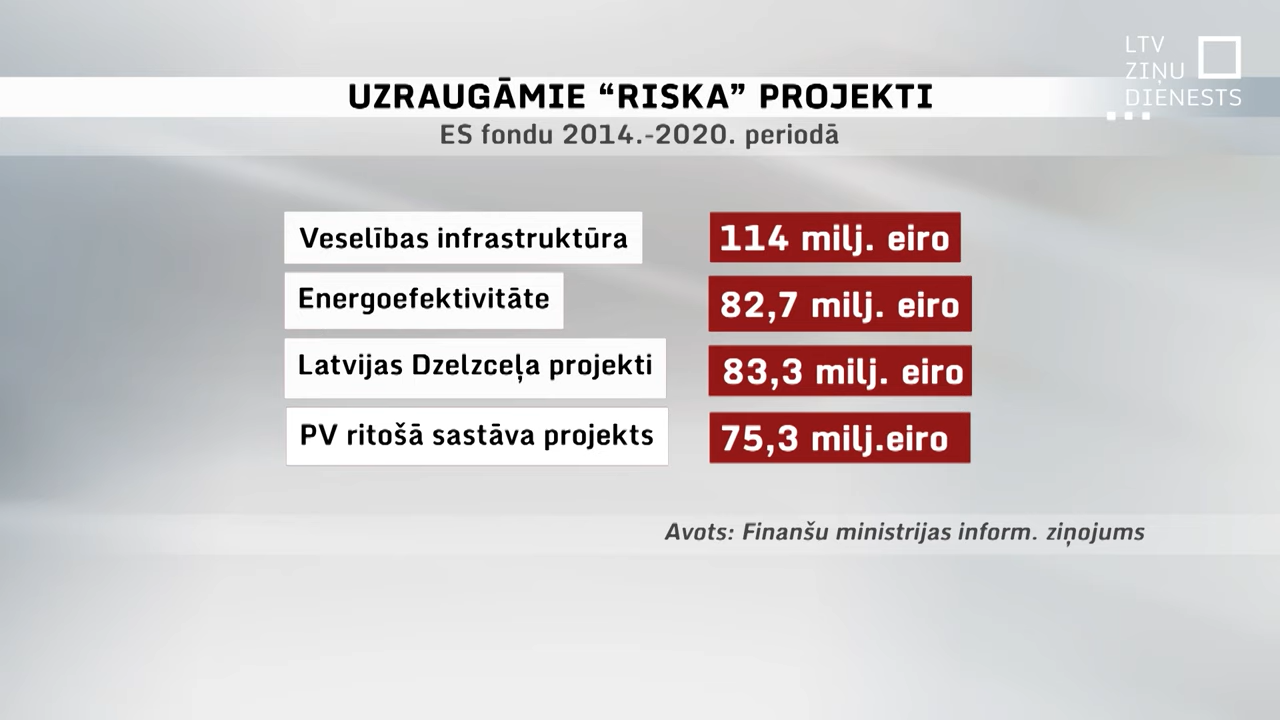 LTV
ZIŅU
DIENESTS
UZRAUGĀMIE “RISKA” PROJEKTI
ES fondu 2014.-2020. periodā
Veselības infrastruktūra 114 milj. eiro
Energoefektivitāte 82,7 milj. eiro
Latvijas Dzelzceļa projekti 83,3 milj. eiro
PV ritošā sastāva projekts 75,3 milj.eiro
Avots: Finanšu ministrijas inform. ziņojums